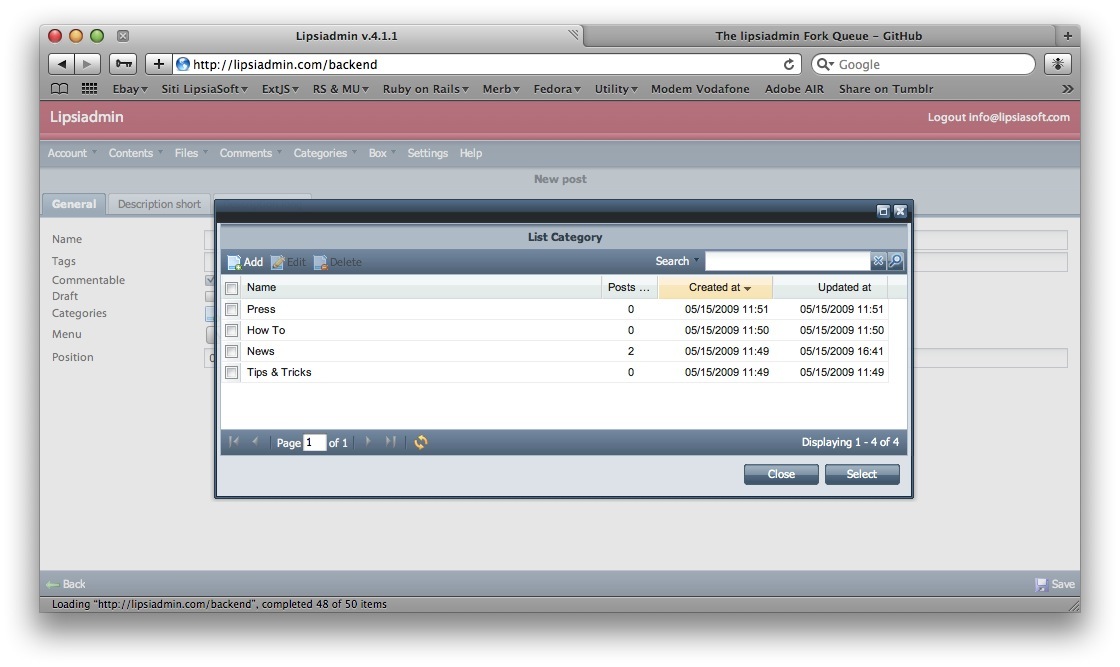 Lipsiadmin v.4.1.1 The lipsiadmin Fork Queue – GitHub
http://lipsiadmin.com/backend Google
Ebay Siti LipsiaSoft ExtJS RS & MU Ruby on Rails Merb Fedora Utility Modem Vodafone Adobe AIR Share on Tumblr
Lipsiadmin Logout info@lipsiasoft.com
Account Contents Files Comments Categories Box Settings Help
New post
General Description short
Name
Tags
Commentable
Draft
Categories
Menu
Position 0
List Category
Add Edit Delete Search
Name Posts ... Created at Updated at
Press 0 05/15/2009 11:51 05/15/2009 11:51
How To 0 05/15/2009 11:50 05/15/2009 11:50
News 2 05/15/2009 11:49 05/15/2009 16:41
Tips & Tricks 0 05/15/2009 11:49 05/15/2009 11:49
Page 1 of 1 Displaying 1 - 4 of 4
Close Select
Back Save
Loading “http://lipsiadmin.com/backend”, completed 48 of 50 items